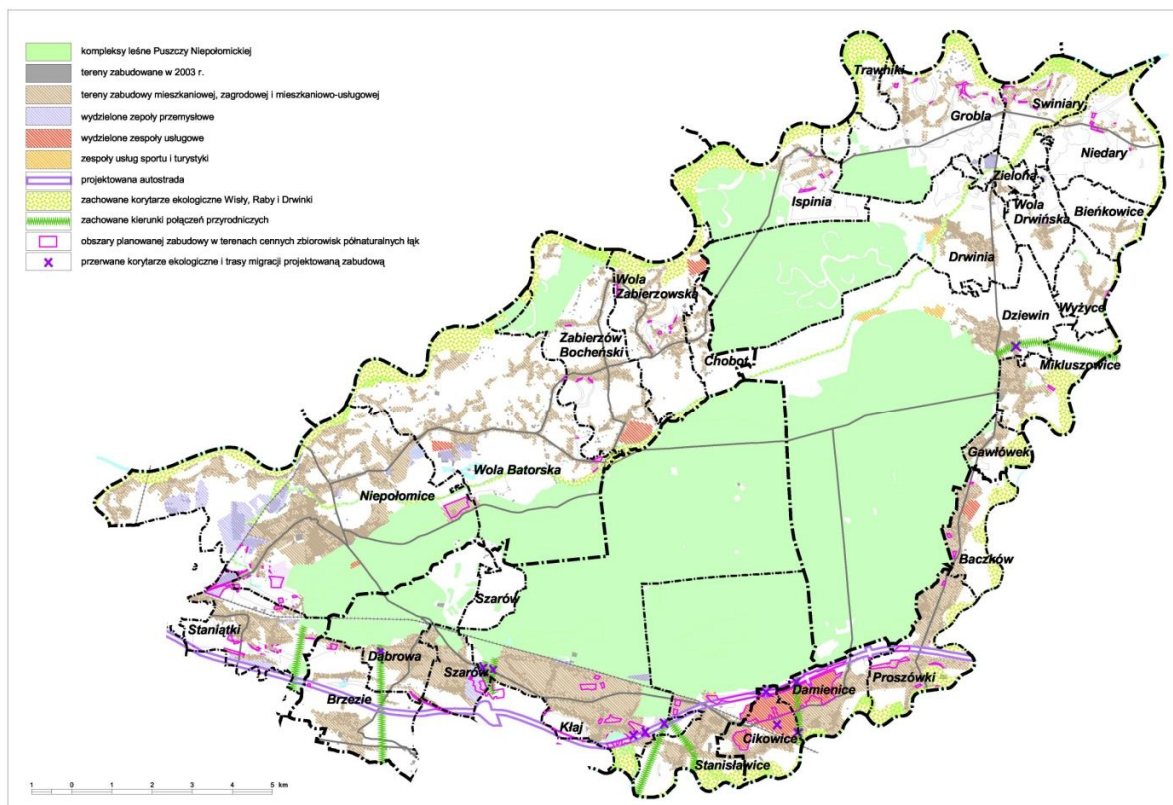 kompleksy leśne Puszczy Niepołomickiej
tereny zabudowane w 2003 r.
tereny zabudowy mieszkaniowej, zagrodowej i mieszkaniowo-usługowej
wydzielone zepoły przemysłowe
wydzielone zespoły usługowe
zespoły usług sportu i turystyki
projektowana autostrada
zachowane korytarze ekologiczne Wisły, Raby i Drwinki
zachowane kierunki połączeń przyrodniczych
obszary planowanej zabudowy w terenach cennych zbiorowisk półnaturalnych łąk
przerwane korytarze ekologiczne i trasy migracji projektowaną zabudową
Trawniki
Grobla
Świniary
Niedary
Zielona
Ispinia
Wola
Drwińska
Bieńkowice
Drwinia
Wola
Zabierzowska
Dziewin
Wyżyce
Zabierzów
Bocheński
Chobot
Mikluszowice
Gawłówek
Wola Batorska
Niepołomice
Baczków
Szarów
Staniątki
Dąbrowa
Szarów
Brzezie
Damienice
Proszówki
Kłaj
Cikowice
Stanisławice
1 0 1 2 3 4 5 km